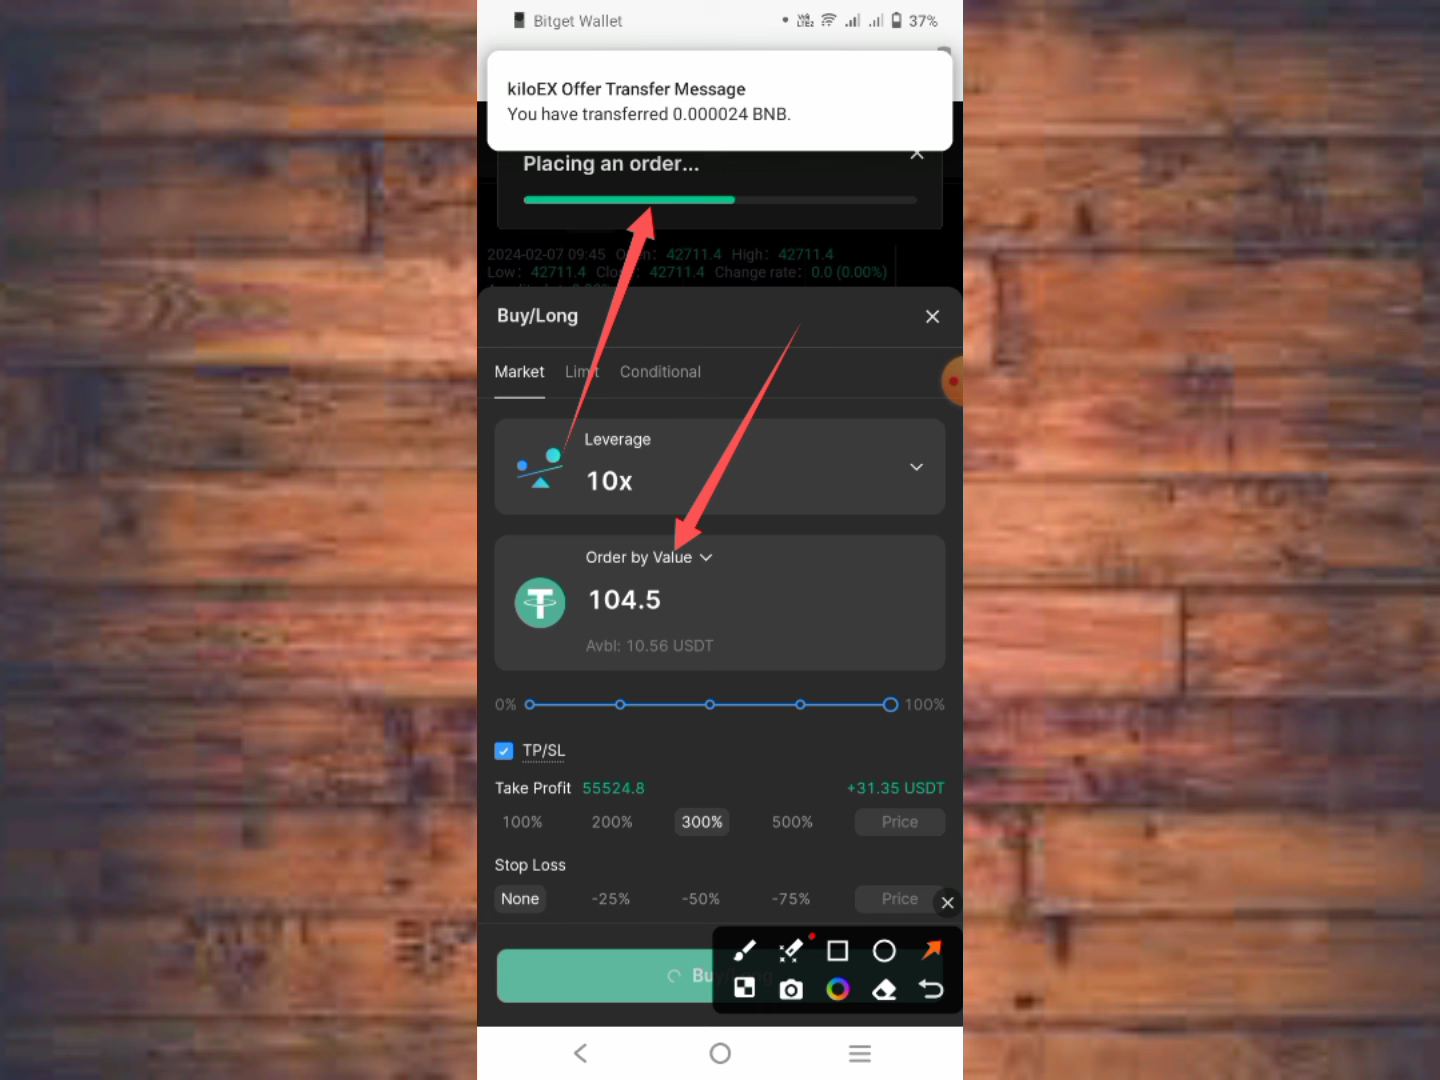 Bitget Wallet
37%
kiloEX Offer Transfer Message
You have transferred 0.000024 BNB.
Placing an order...
2024-02-07 09:45 Open: 42711.4 High: 42711.4
Low: 42711.4 Close: 42711.4 Change rate: 0.0 (0.00%)
Buy/Long
Market Limit Conditional
Leverage
10x
Order by Value
104.5
Avbl: 10.56 USDT
0% 100%
TP/SL
Take Profit 55524.8 +31.35 USDT
100% 200% 300% 500% Price
Stop Loss
None -25% -50% -75% Price